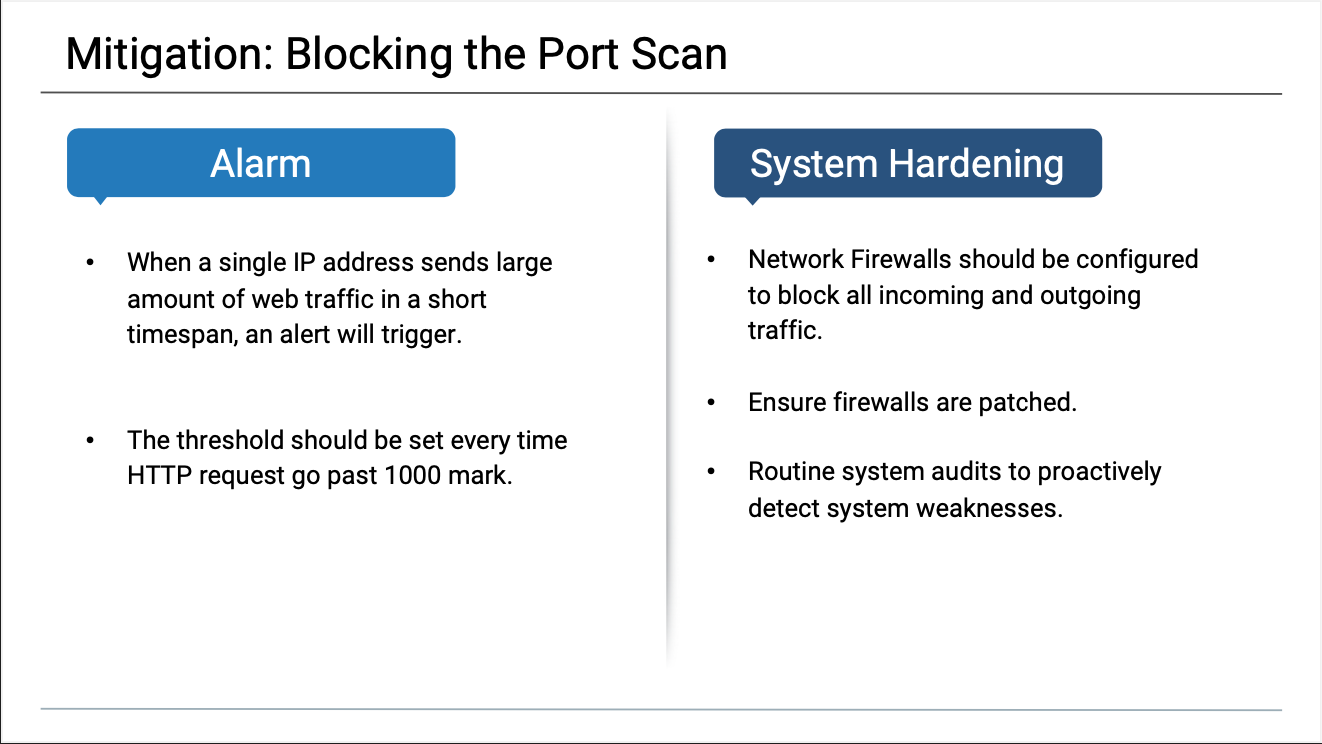 Mitigation: Blocking the Port Scan
Alarm
• When a single IP address sends large
amount of web traffic in a short
timespan, an alert will trigger.
• The threshold should be set every time
HTTP request go past 1000 mark.
System Hardening
• Network Firewalls should be configured
to block all incoming and outgoing
traffic.
• Ensure firewalls are patched.
• Routine system audits to proactively
detect system weaknesses.